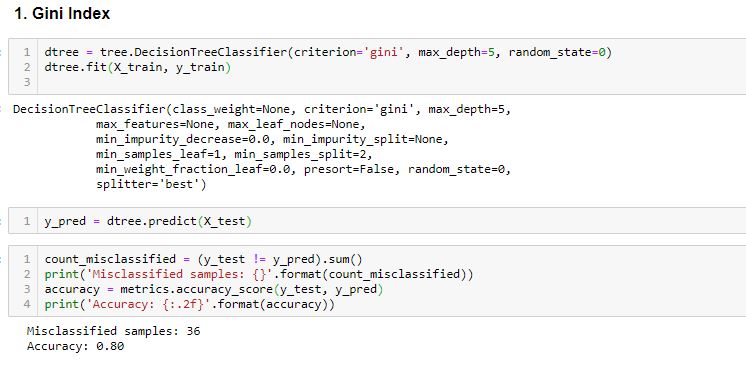 1. Gini Index
1 dtree = tree.DecisionTreeClassifier(criterion='gini', max_depth=5, random_state=0)
2 dtree.fit(X_train, y_train)
3
DecisionTreeClassifier(class_weight=None, criterion='gini', max_depth=5,
max_features=None, max_leaf_nodes=None,
min_impurity_decrease=0.0, min_impurity_split=None,
min_samples_leaf=1, min_samples_split=2,
min_weight_fraction_leaf=0.0, presort=False, random_state=0,
splitter='best')
1 y_pred = dtree.predict(X_test)
1 count_misclassified = (y_test != y_pred).sum()
2 print('Misclassified samples: {}'.format(count_misclassified))
3 accuracy = metrics.accuracy_score(y_test, y_pred)
4 print('Accuracy: {:.2f}'.format(accuracy))
Misclassified samples: 36
Accuracy: 0.80